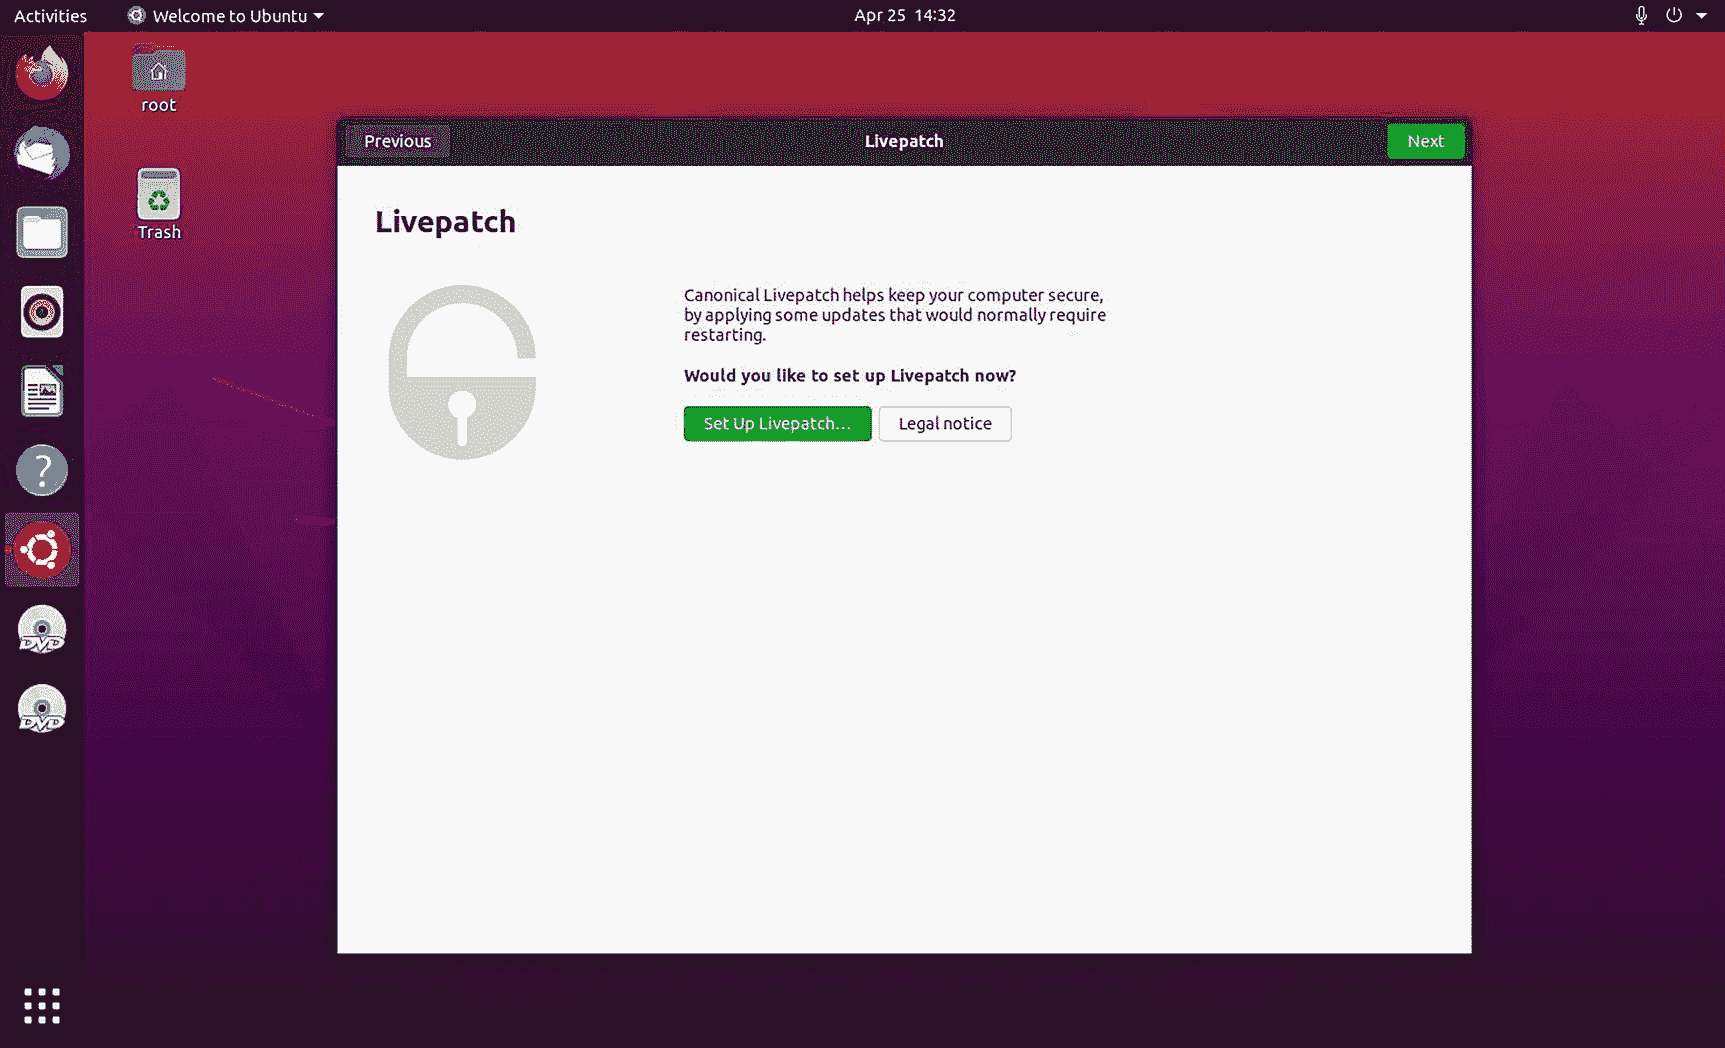 Activities
Welcome to Ubuntu
Apr 25 14:32
root
Trash
Previous
Livepatch
Next
Livepatch
Canonical Livepatch helps keep your computer secure,
by applying some updates that would normally require
restarting.
Would you like to set up Livepatch now?
Set Up Livepatch...
Legal notice
?
DVD
DVD